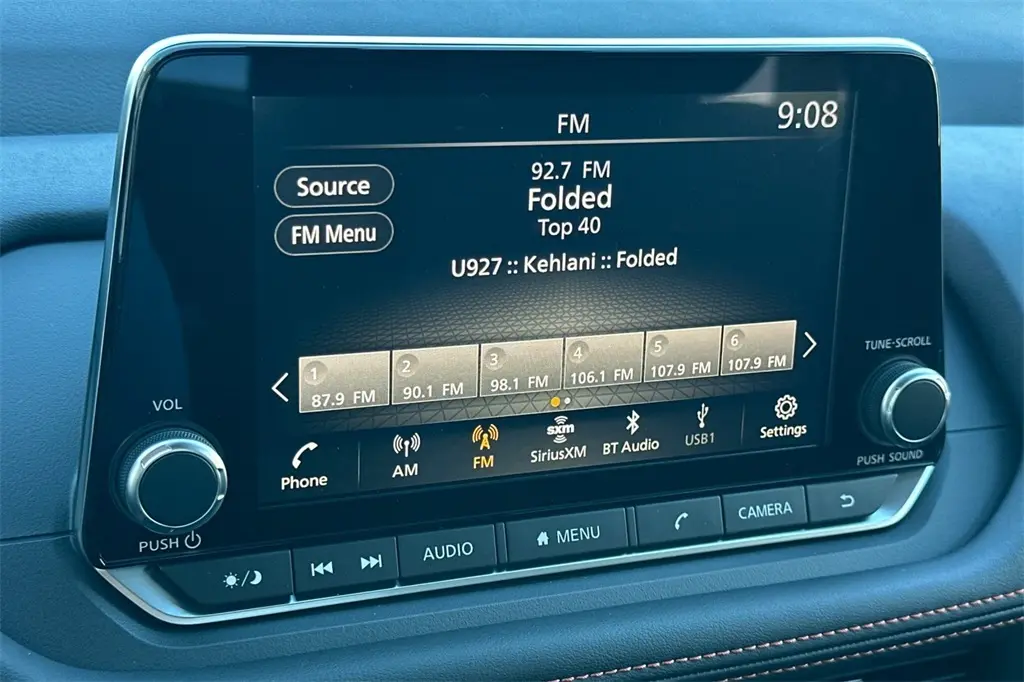 FM
9:08
Source
FM Menu
92.7 FM
Folded
Top 40
U927 :: Kehlani :: Folded
1
87.9 FM
2
90.1 FM
3
98.1 FM
4
106.1 FM
5
107.9 FM
6
107.9 FM
Phone
AM
FM
sxm
SiriusXM
BT Audio
USB1
Settings
VOL
PUSH
TUNE-SCROLL
PUSH SOUND
AUDIO
MENU
CAMERA